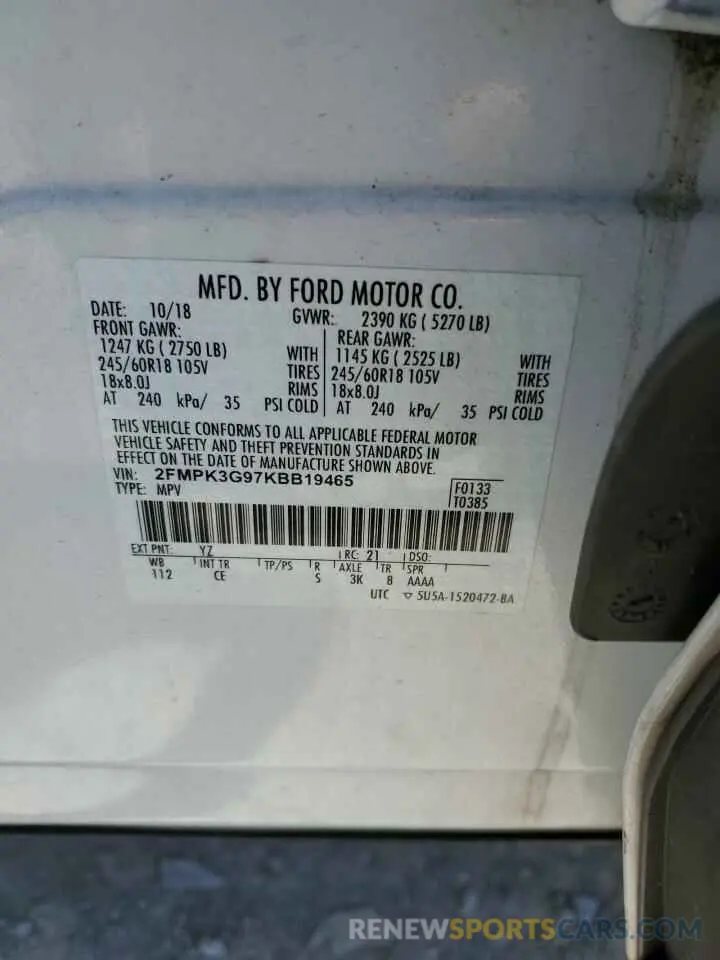 MFD. BY FORD MOTOR CO.
DATE: 10/18 GVWR: 2390 KG ( 5270 LB)
FRONT GAWR: REAR GAWR:
1247 KG ( 2750 LB) WITH 1145 KG ( 2525 LB) WITH
245/60R18 105V TIRES 245/60R18 105V TIRES
18x8.0J RIMS 18x8.0J RIMS
AT 240 kPa/ 35 PSI COLD AT 240 kPa/ 35 PSI COLD
THIS VEHICLE CONFORMS TO ALL APPLICABLE FEDERAL MOTOR
VEHICLE SAFETY AND THEFT PREVENTION STANDARDS IN
EFFECT ON THE DATE OF MANUFACTURE SHOWN ABOVE.
VIN: 2FMPK3G97KBB19465 F0133
TYPE: MPV T0385
EXT PNT: YZ RC: 21 DSO:
WB INT TR TP/PS R AXLE TR SPR
112 CE S 3K 8 AAAA
UTC ▽ 5U5A-1520472-BA
RENEWSPORTSCARS.COM